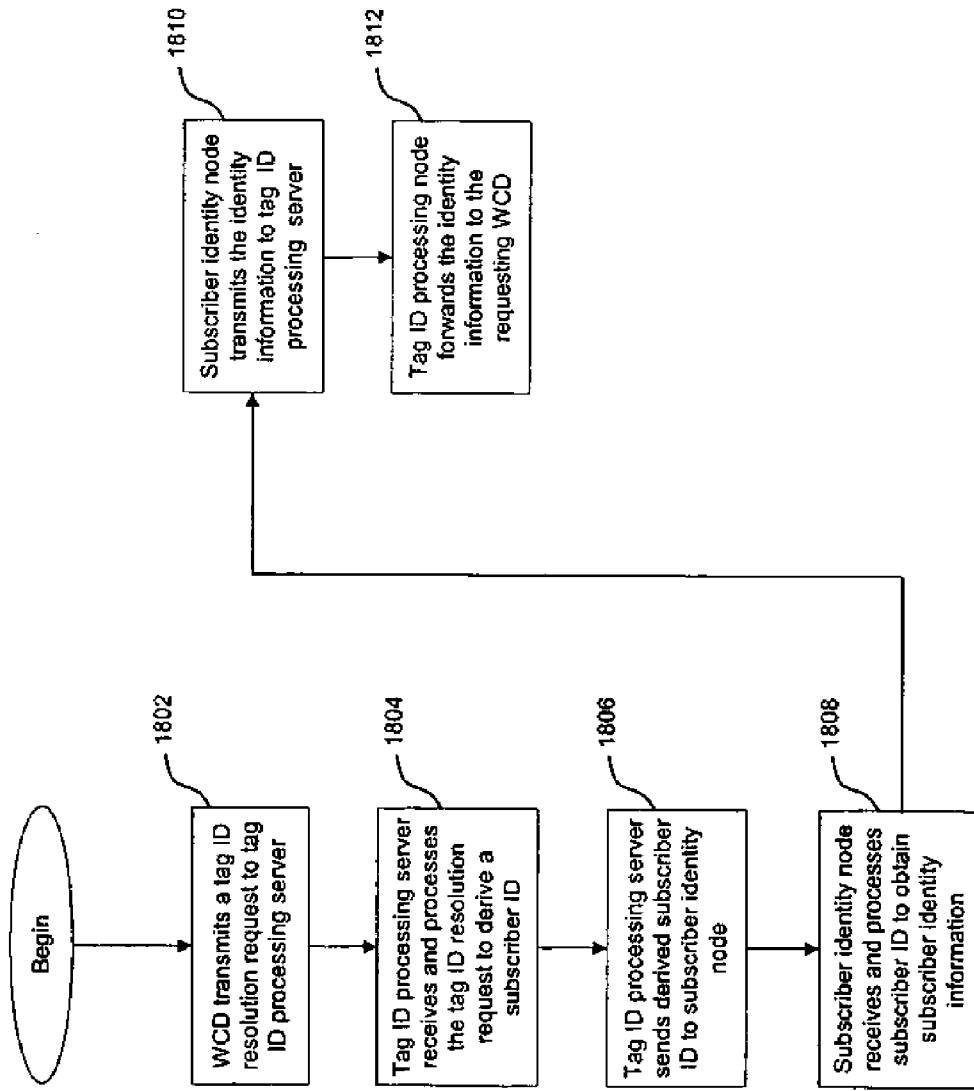 Begin
1802
WCD transmits a tag ID
resolution request to tag
ID processing server
1804
Tag ID processing server
receives and processes
the tag ID resolution
request to derive a
subscriber ID
1806
Tag ID processing server
sends derived subscriber
ID to subscriber identity
node
1808
Subscriber identity node
receives and processes
subscriber ID to obtain
subscriber identity
information
1810
Subscriber identity node
transmits the identity
information to tag ID
processing server
1812
Tag ID processing node
forwards the identity
information to the
requesting WCD